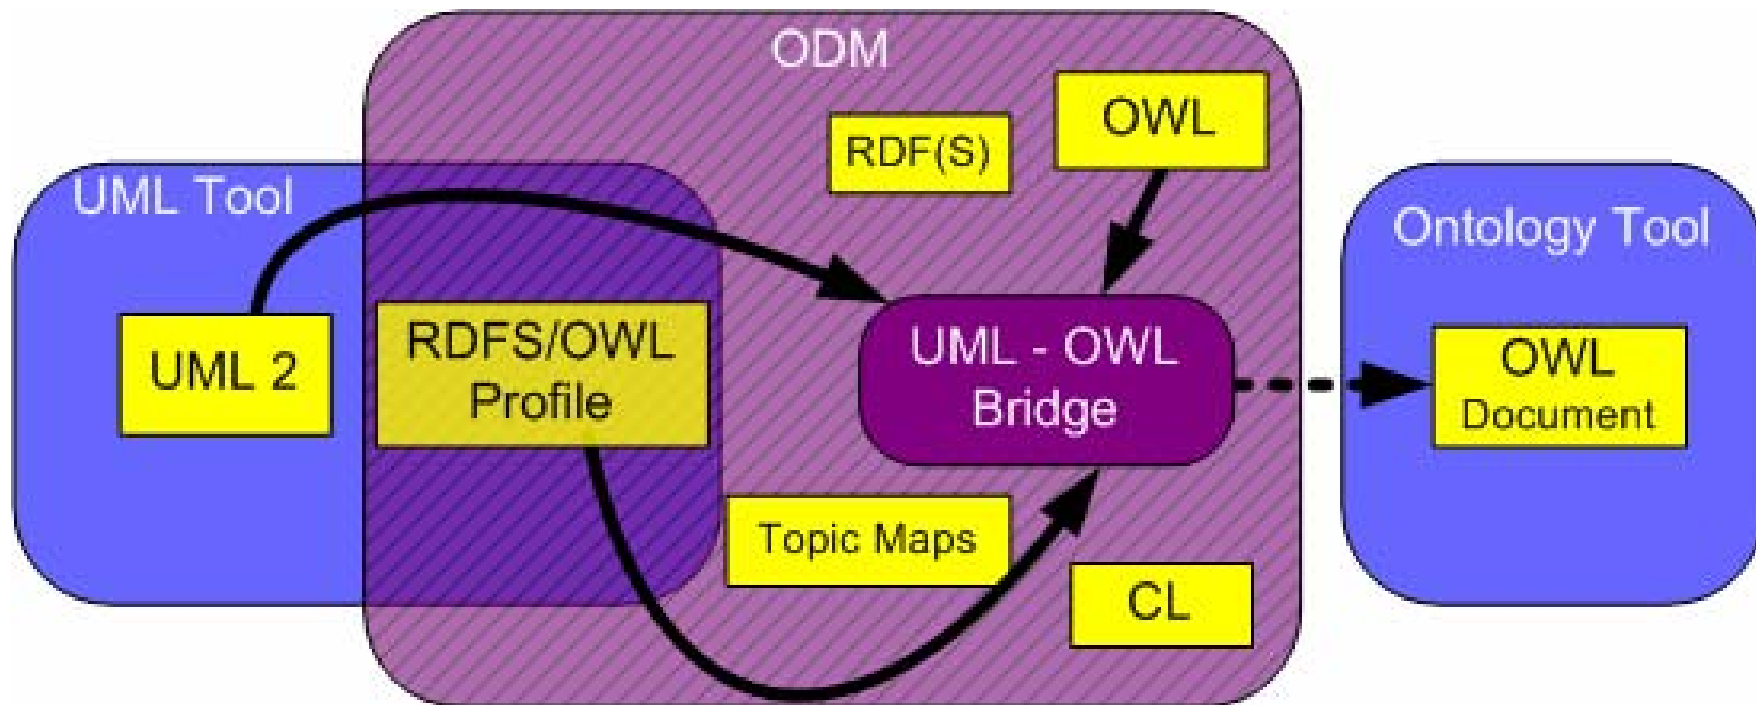 ODM
OWL
RDF(S)
UML Tool
Ontology Tool
UML 2
RDFS/OWL
Profile
UML - OWL
Bridge
OWL
Document
Topic Maps
CL